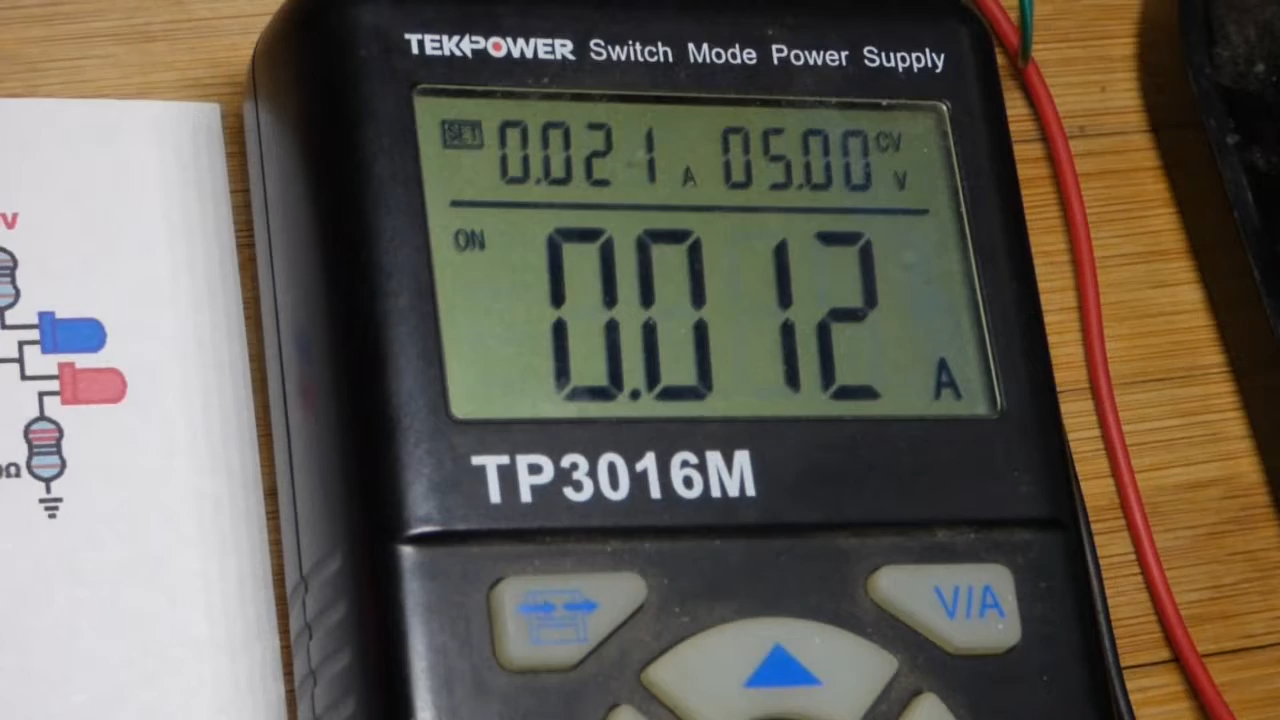 TEKPOWER Switch Mode Power Supply
SET 0.021 A 05.00 CV V
ON
0.012 A
V
Ω
TP3016M
V/A